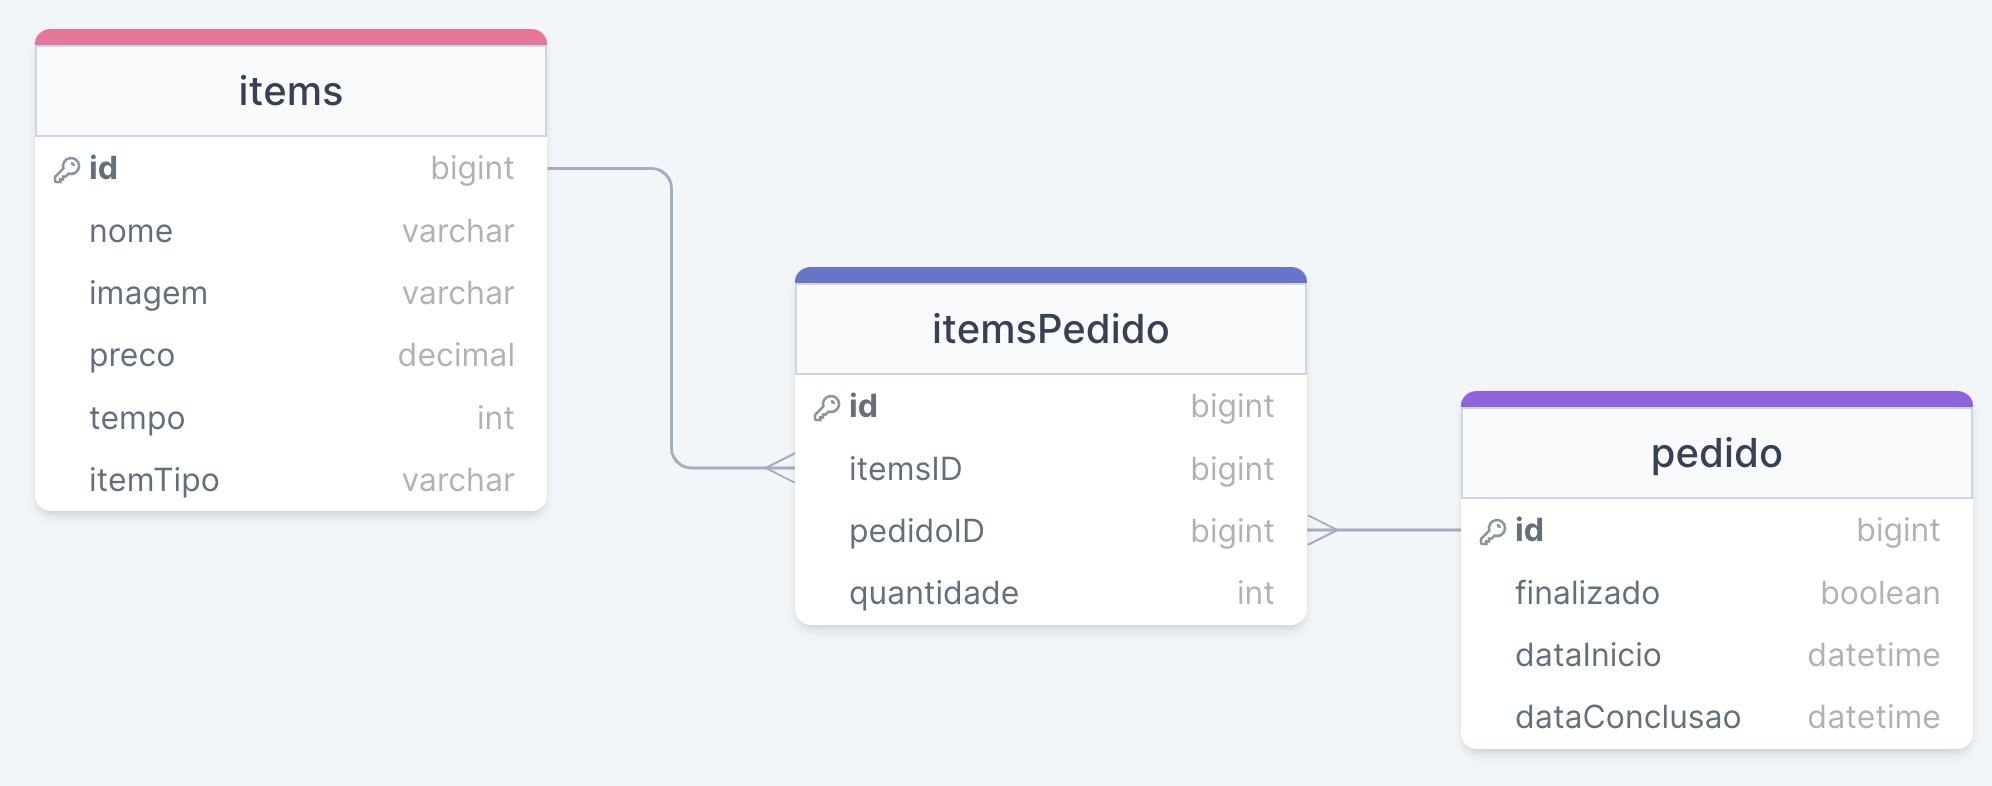 items
id bigint
nome varchar
imagem varchar
preco decimal
tempo int
itemTipo varchar
itemsPedido
id bigint
itemsID bigint
pedidoID bigint
quantidade int
pedido
id bigint
finalizado boolean
dataInicio datetime
dataConclusao datetime